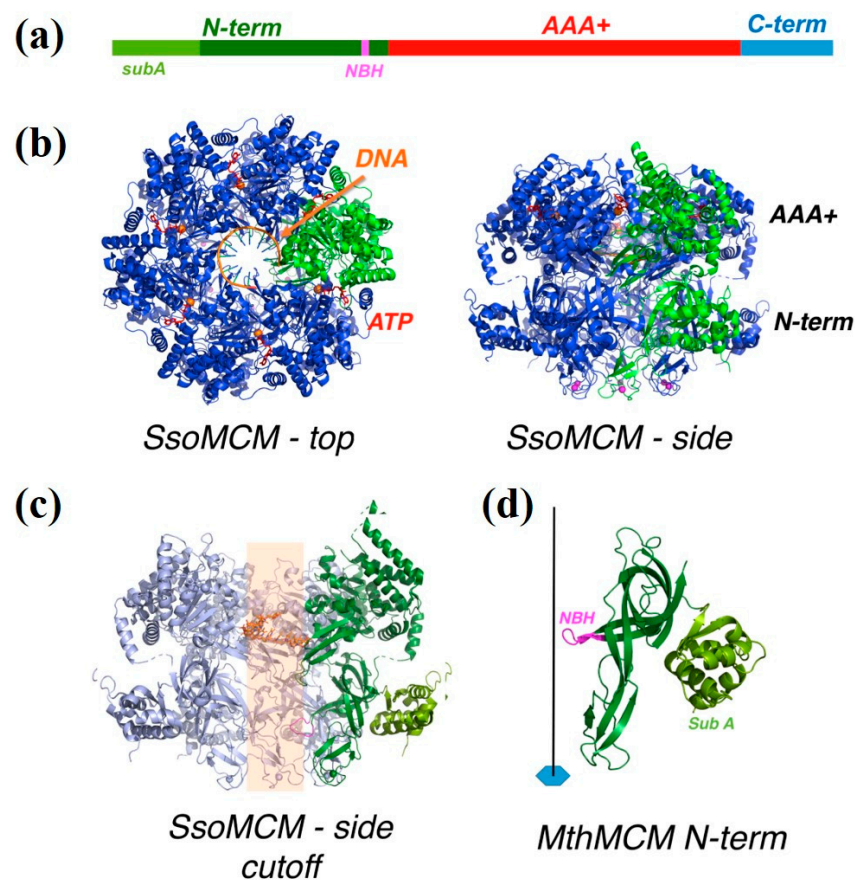 (a)
N-term
AAA+
C-term
subA
NBH
(b)
DNA
ATP
AAA+
N-term
SsoMCM - top
SsoMCM - side
(c)
(d)
NBH
Sub A
SsoMCM - side
cutoff
MthMCM N-term